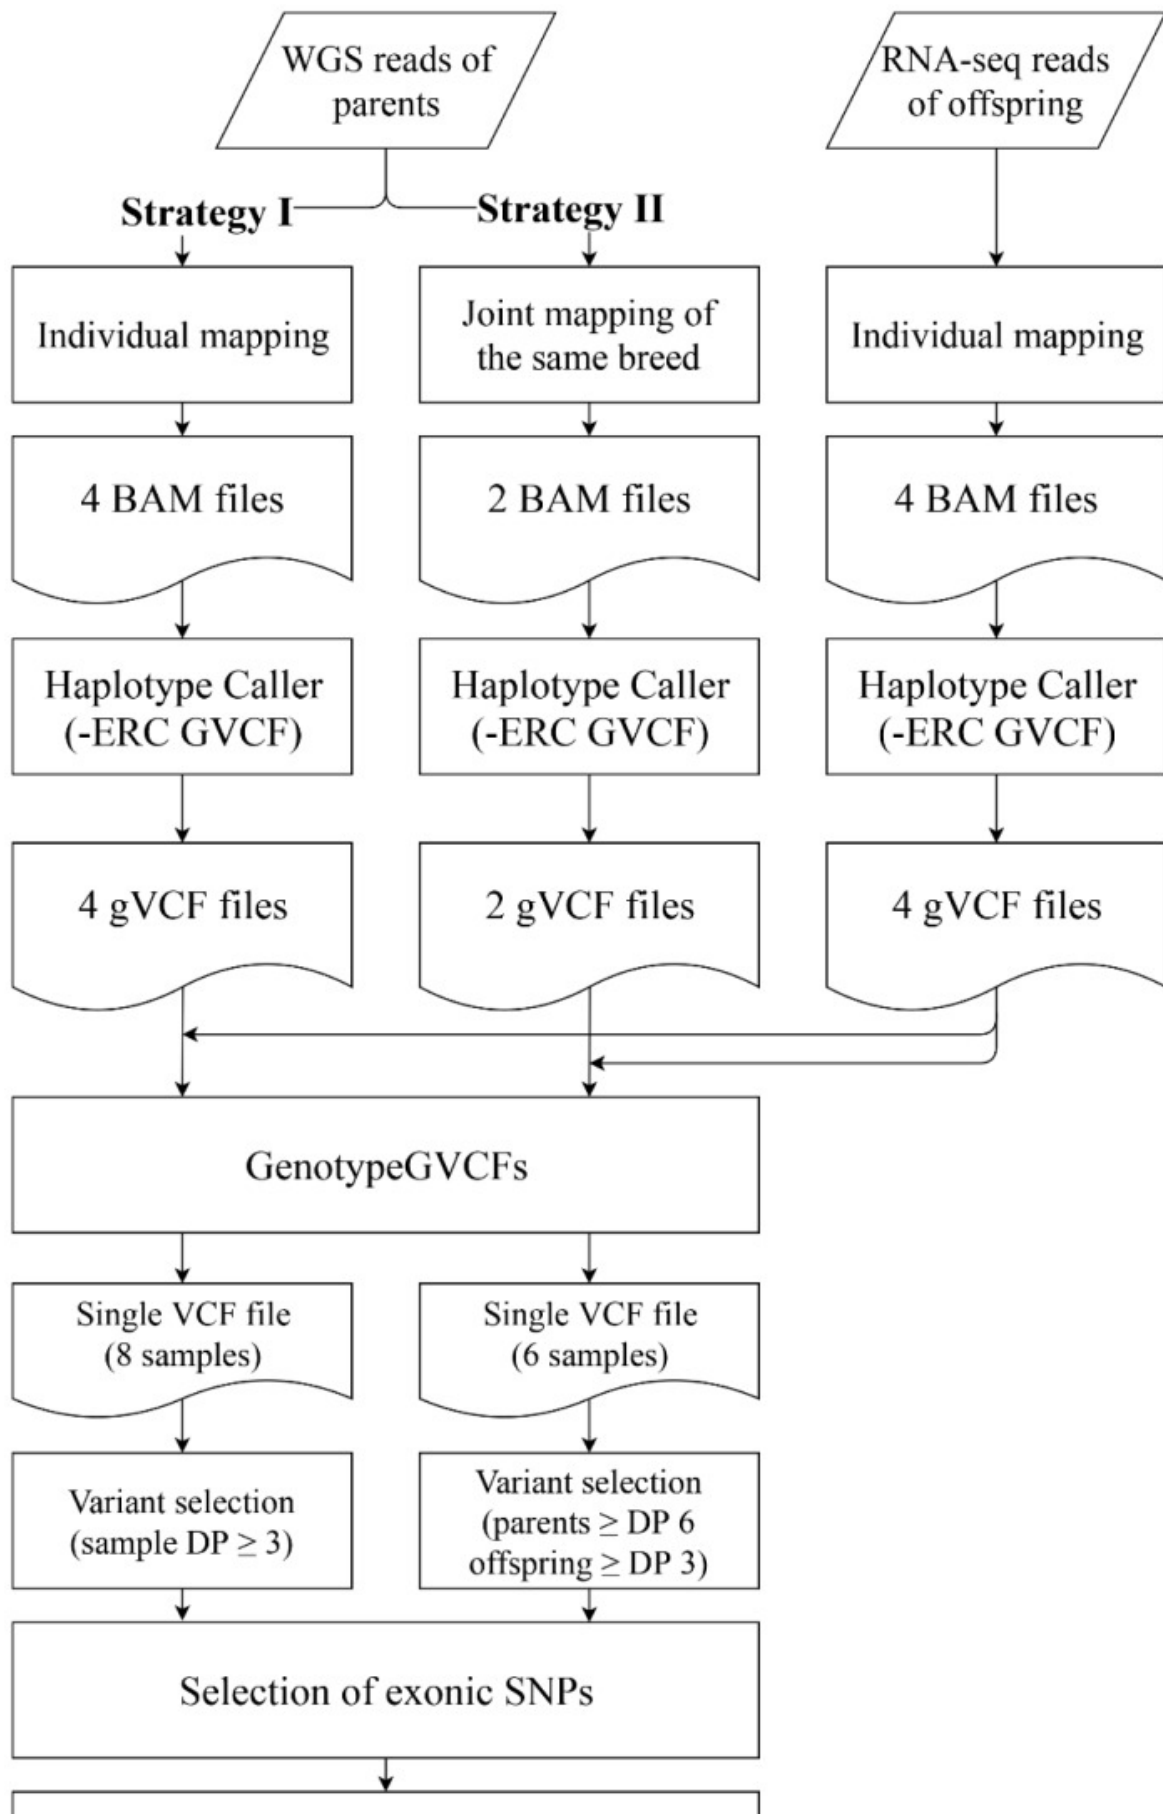 WGS reads of
parents
RNA-seq reads
of offspring
Strategy I
Strategy II
Individual mapping
Joint mapping of
the same breed
Individual mapping
4 BAM files
2 BAM files
4 BAM files
Haplotype Caller
(-ERC GVCF)
Haplotype Caller
(-ERC GVCF)
Haplotype Caller
(-ERC GVCF)
4 gVCF files
2 gVCF files
4 gVCF files
GenotypeGVCFs
Single VCF file
(8 samples)
Single VCF file
(6 samples)
Variant selection
(sample DP ≥ 3)
Variant selection
(parents ≥ DP 6
offspring ≥ DP 3)
Selection of exonic SNPs